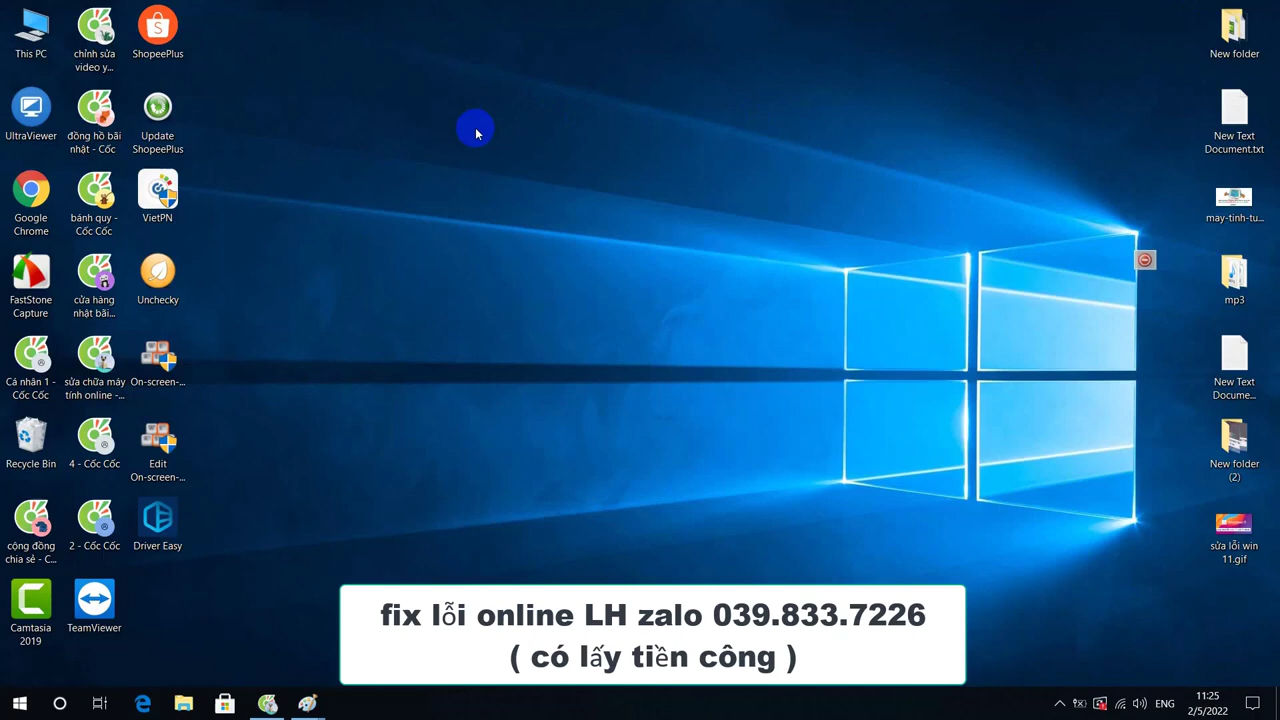 This PC
chỉnh sửa
video y...
ShopeePlus
UltraViewer
đồng hồ bãi
nhật - Cốc
Update
ShopeePlus
Google
Chrome
bánh quy -
Cốc Cốc
VietPN
FastStone
Capture
cửa hàng
nhật bãi...
Unchecky
Cá nhân 1 -
Cốc Cốc
sửa chữa máy
tính online -...
On-screen-...
Recycle Bin
4 - Cốc Cốc
Edit
On-screen-...
cộng đồng
chia sẻ - C...
2 - Cốc Cốc
Driver Easy
Camtasia
2019
TeamViewer
New folder
New Text
Document.txt
may-tinh-tu...
mp3
New Text
Docume...
New folder
(2)
sửa lỗi win
11.gif
fix lỗi online LH zalo 039.833.7226
( có lấy tiền công )
ENG
11:25
2/5/2022